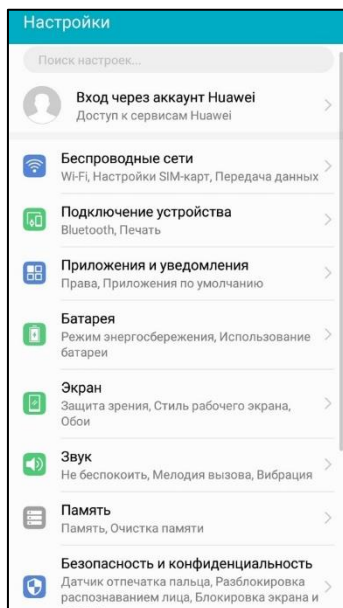 Настройки
Поиск настроек...
Вход через аккаунт Huawei
Доступ к сервисам Huawei
Беспроводные сети
Wi-Fi, Настройки SIM-карт, Передача данных
Подключение устройства
Bluetooth, Печать
Приложения и уведомления
Права, Приложения по умолчанию
Батарея
Режим энергосбережения, Использование
батареи
Экран
Защита зрения, Стиль рабочего экрана,
Обои
Звук
Не беспокоить, Мелодия вызова, Вибрация
Память
Память, Очистка памяти
Безопасность и конфиденциальность
Датчик отпечатка пальца, Разблокировка
распознаванием лица, Блокировка экрана и